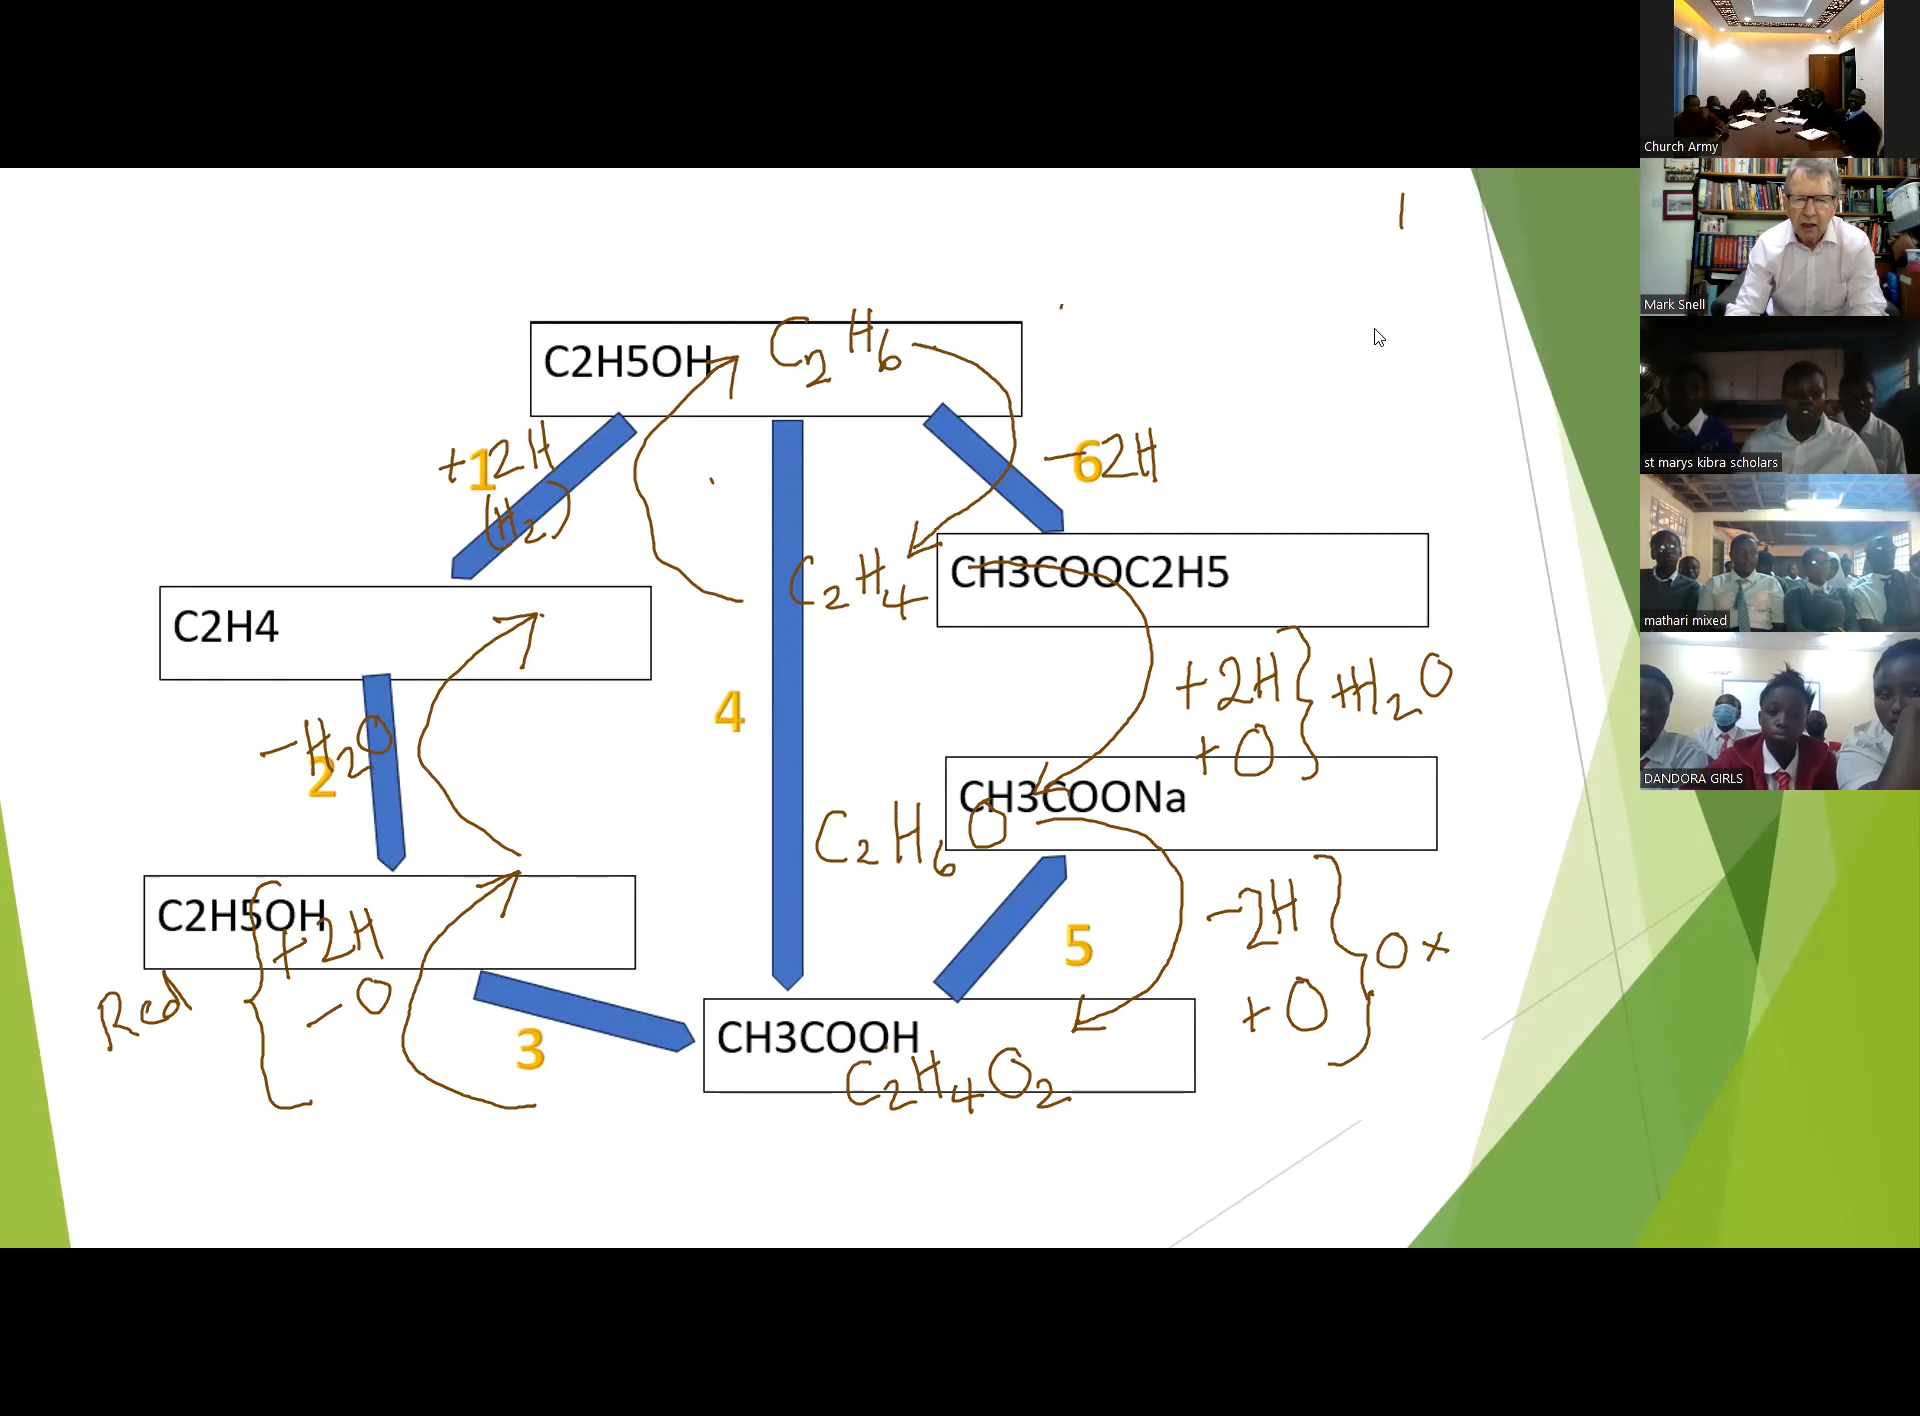 Church Army
Mark Snell
st marys kibra scholars
mathari mixed
DANDORA GIRLS
1
C2H5OH
C2H6
+2H
1
(H2)
-2H
6
C2H4
C2H4
CH3COOC2H5
+2H
+O
+H2O
4
-H2O
2
CH3COONa
C2H6O
C2H5OH
+2H
-O
Red
-2H
+O
Ox
5
3
CH3COOH
C2H4O2